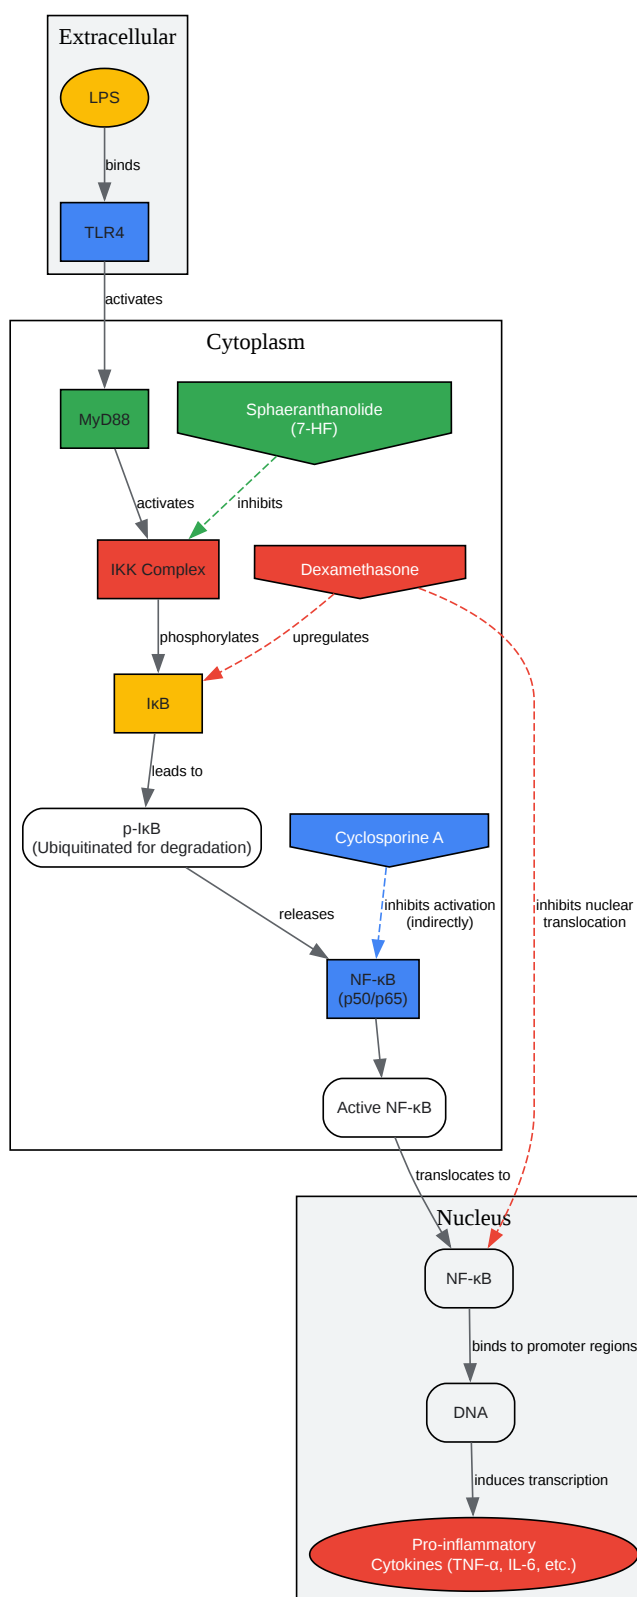 Extracellular
LPS
binds
TLR4
activates
Cytoplasm
MyD88
Sphaeranthanolide
(7-HF)
activates
inhibits
IKK Complex
Dexamethasone
phosphorylates
upregulates
IκB
leads to
p-IκB
(Ubiquitinated for degradation)
Cyclosporine A
releases
inhibits activation
(indirectly)
inhibits nuclear
translocation
NF-κB
(p50/p65)
Active NF-κB
translocates to
Nucleus
NF-κB
binds to promoter regions
DNA
induces transcription
Pro-inflammatory
Cytokines (TNF-α, IL-6, etc.)